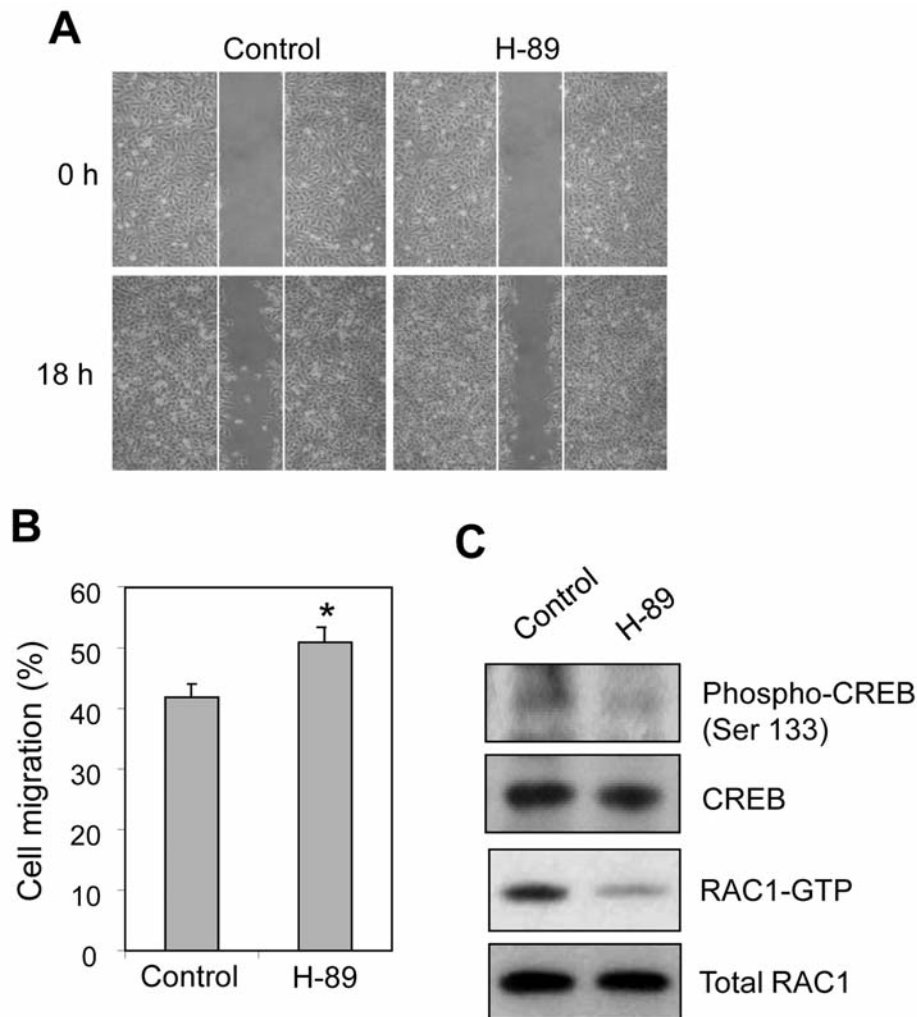 A
Control
H-89
0 h
18 h
B
Cell migration (%)
60
50
40
30
20
10
0
*
Control
H-89
C
Control
H-89
Phospho-CREB
(Ser 133)
CREB
RAC1-GTP
Total RAC1